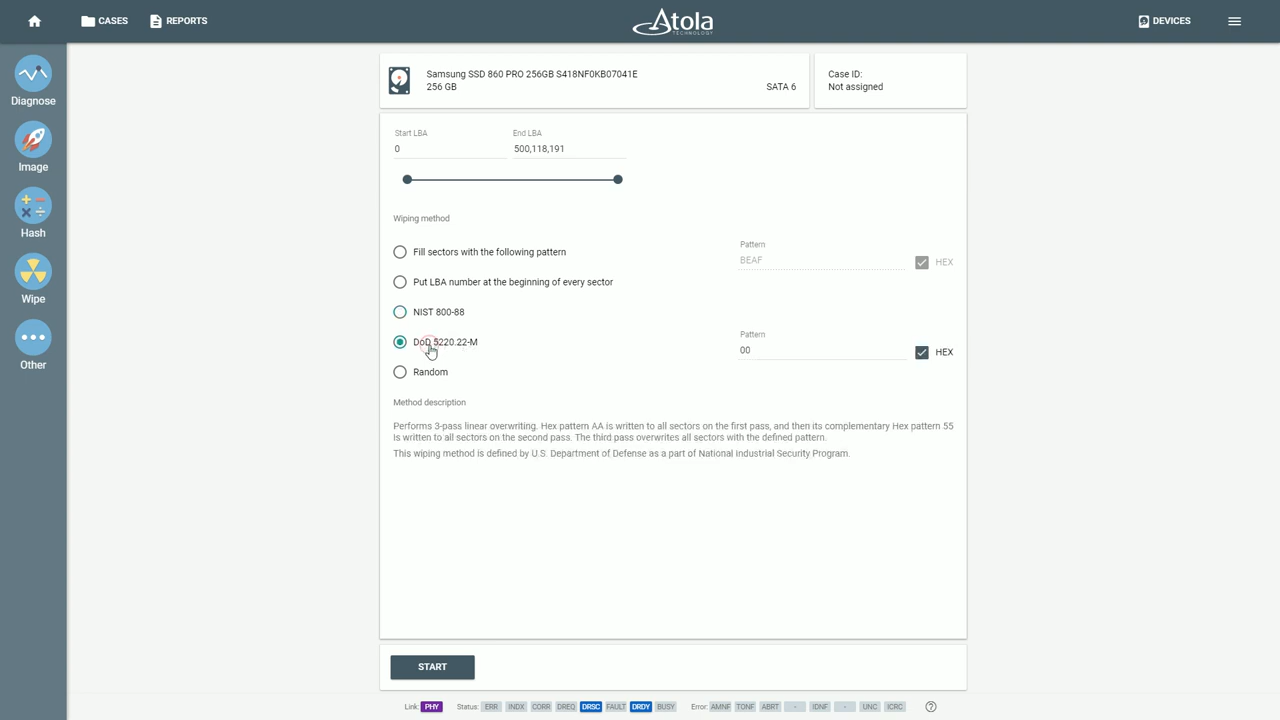 CASES
REPORTS
Atola
TECHNOLOGY
DEVICES
Diagnose
Image
Hash
Wipe
Other
Samsung SSD 860 PRO 256GB S418NF0KB07041E
256 GB
SATA 6
Case ID:
Not assigned
Start LBA
End LBA
0
500,118,191
Wiping method
Fill sectors with the following pattern
Pattern
BEAF
HEX
Put LBA number at the beginning of every sector
NIST 800-88
DoD 5220.22-M
Pattern
00
HEX
Random
Method description
Performs 3-pass linear overwriting. Hex pattern AA is written to all sectors on the first pass, and then its complementary Hex pattern 55
is written to all sectors on the second pass. The third pass overwrites all sectors with the defined pattern.
This wiping method is defined by U.S. Department of Defense as a part of National Industrial Security Program.
START
Link: PHY Status: ERR INDX CORR DREQ DRSC FAULT DRDY BUSY Error: AMNF TONF ABRT - IDNF - UNC ICRC ?